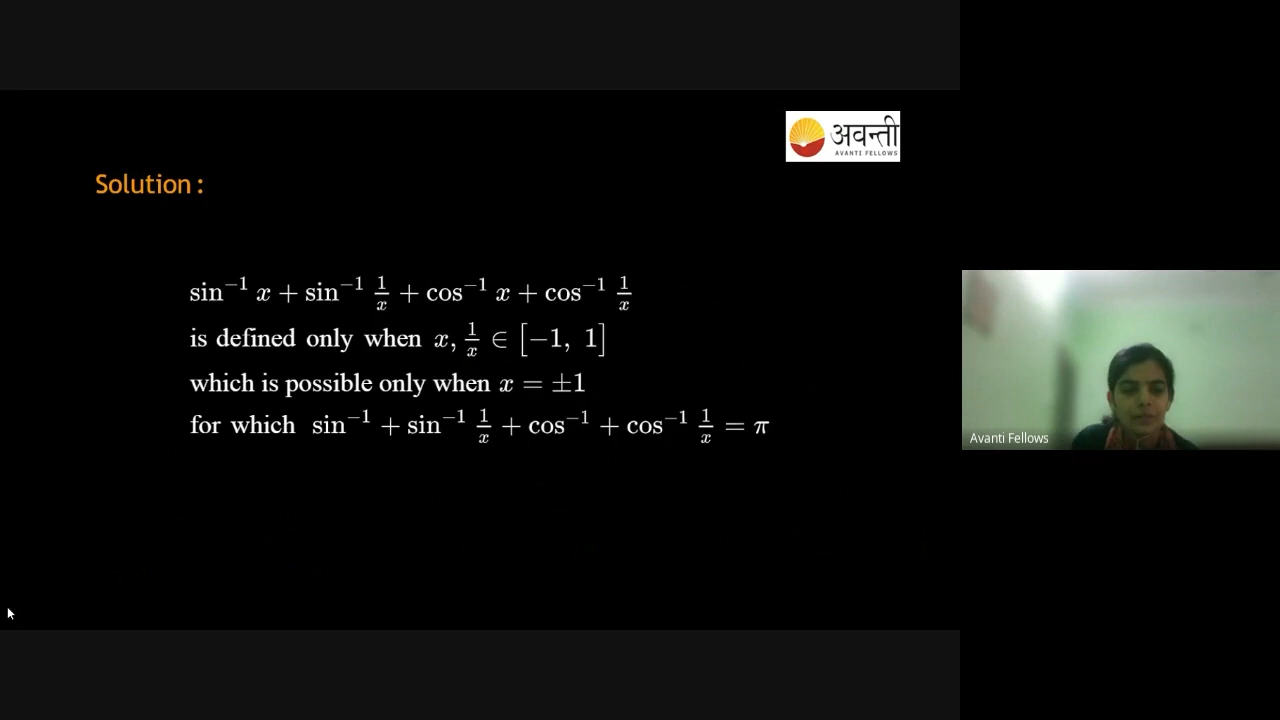 अवन्ती
AVANTI FELLOWS
Solution :
sin⁻¹ x + sin⁻¹ 1/x + cos⁻¹ x + cos⁻¹ 1/x
is defined only when x, 1/x ∈ [−1, 1]
which is possible only when x = ±1
for which sin⁻¹ + sin⁻¹ 1/x + cos⁻¹ + cos⁻¹ 1/x = π
Avanti Fellows